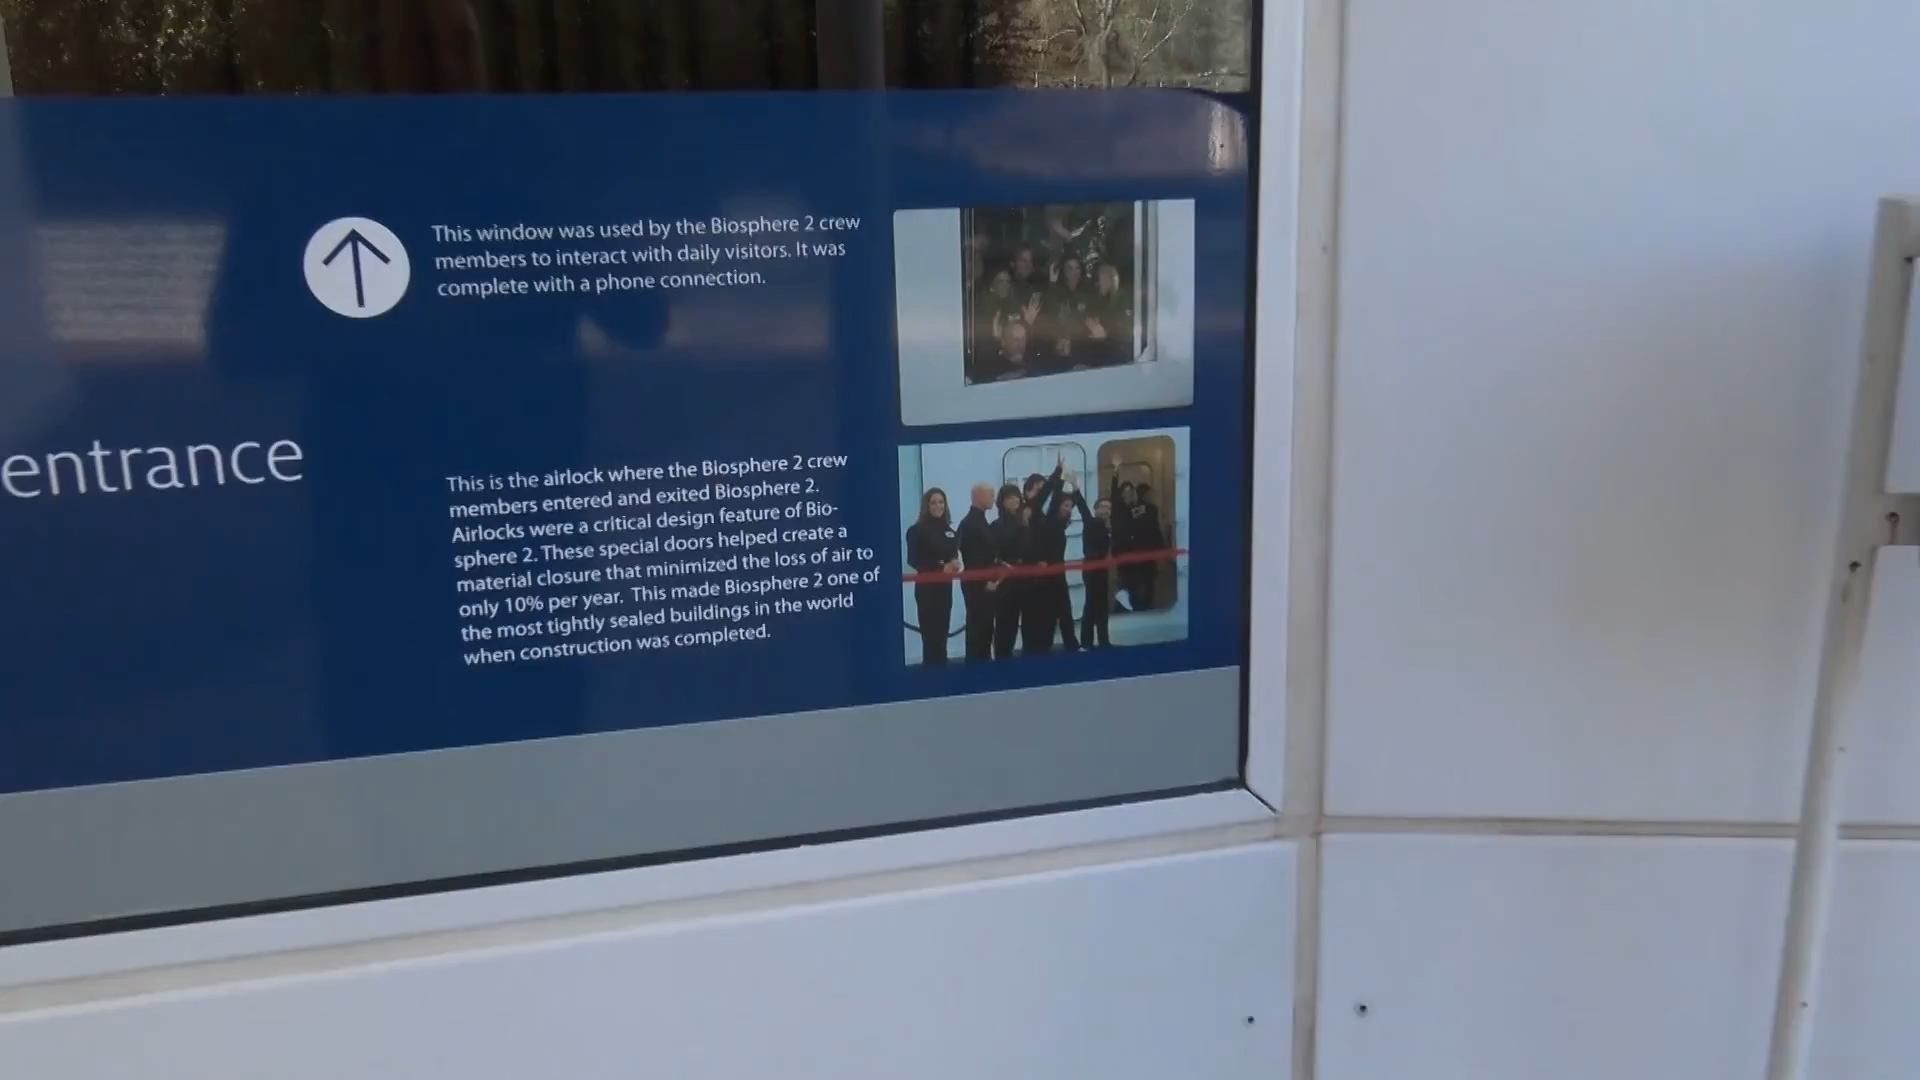 This window was used by the Biosphere 2 crew
members to interact with daily visitors. It was
complete with a phone connection.
entrance
This is the airlock where the Biosphere 2 crew
members entered and exited Biosphere 2.
Airlocks were a critical design feature of Bio-
sphere 2. These special doors helped create a
material closure that minimized the loss of air to
only 10% per year. This made Biosphere 2 one of
the most tightly sealed buildings in the world
when construction was completed.